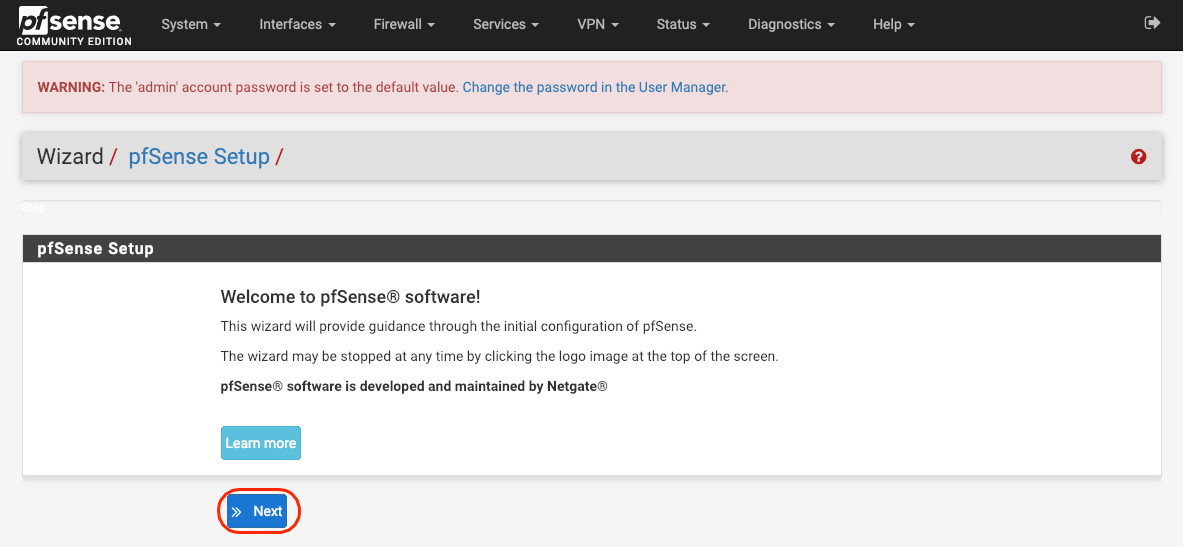 pfsense
COMMUNITY EDITION
System Interfaces Firewall Services VPN Status Diagnostics Help
WARNING: The 'admin' account password is set to the default value. Change the password in the User Manager.
Wizard / pfSense Setup /
Step
pfSense Setup
Welcome to pfSense® software!
This wizard will provide guidance through the initial configuration of pfSense.
The wizard may be stopped at any time by clicking the logo image at the top of the screen.
pfSense® software is developed and maintained by Netgate®
Learn more
» Next